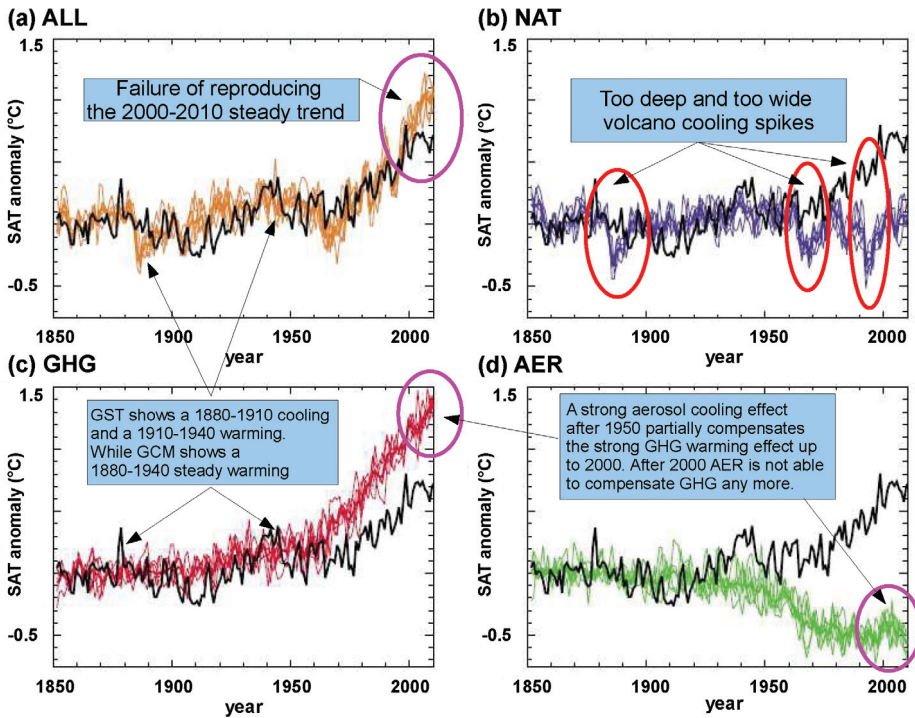 (a) ALL
1.5
SAT anomaly (°C)
-0.5
1850
1900
1950
2000
year
Failure of reproducing
the 2000-2010 steady trend
(b) NAT
1.5
SAT anomaly (°C)
-0.5
1850
1900
1950
2000
year
Too deep and too wide
volcano cooling spikes
(c) GHG
1.5
SAT anomaly (°C)
-0.5
1850
1900
1950
2000
year
GST shows a 1880-1910 cooling
and a 1910-1940 warming.
While GCM shows a
1880-1940 steady warming
(d) AER
1.5
SAT anomaly (°C)
-0.5
1850
1900
1950
2000
year
A strong aerosol cooling effect
after 1950 partially compensates
the strong GHG warming effect up
to 2000. After 2000 AER is not able
to compensate GHG any more.